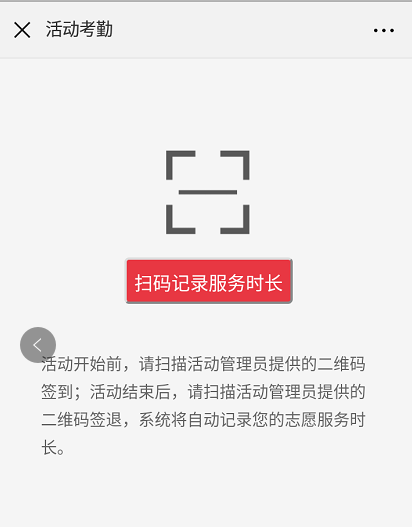 活动考勤
扫码记录服务时长
活动开始前，请扫描活动管理员提供的二维码
签到；活动结束后，请扫描活动管理员提供的
二维码签退，系统将自动记录您的志愿服务时
长。